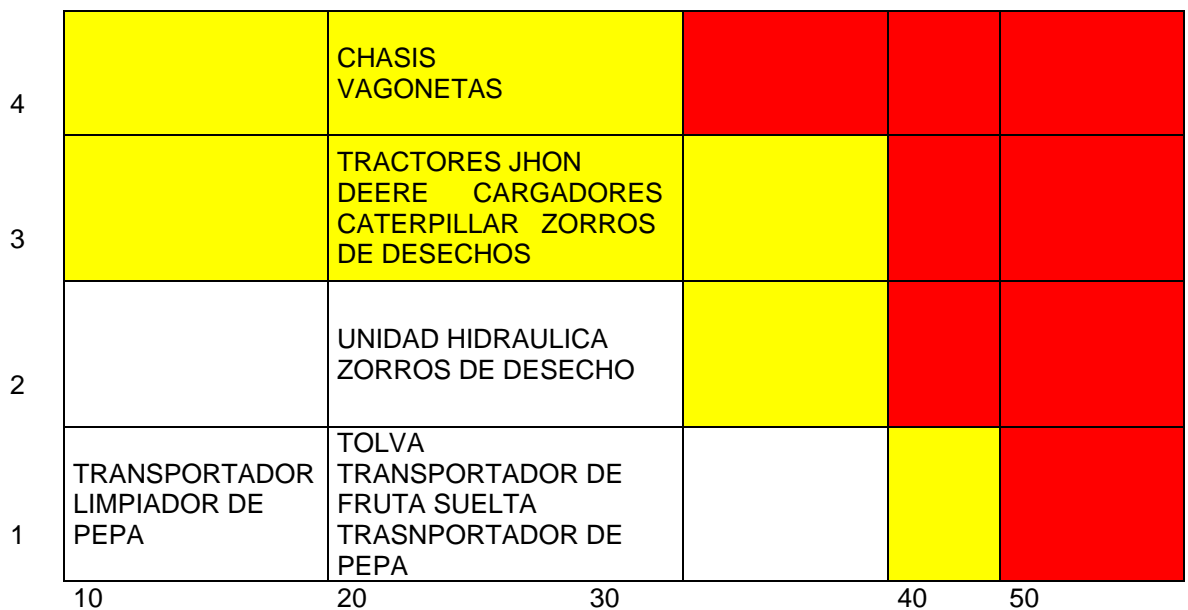 CHASIS
VAGONETAS
4
TRACTORES JHON
DEERE CARGADORES
CATERPILLAR ZORROS
DE DESECHOS
3
UNIDAD HIDRAULICA
ZORROS DE DESECHO
2
TRANSPORTADOR
LIMPIADOR DE
PEPA
TOLVA
TRANSPORTADOR DE
FRUTA SUELTA
TRASNPORTADOR DE
PEPA
1
10 20 30 40 50